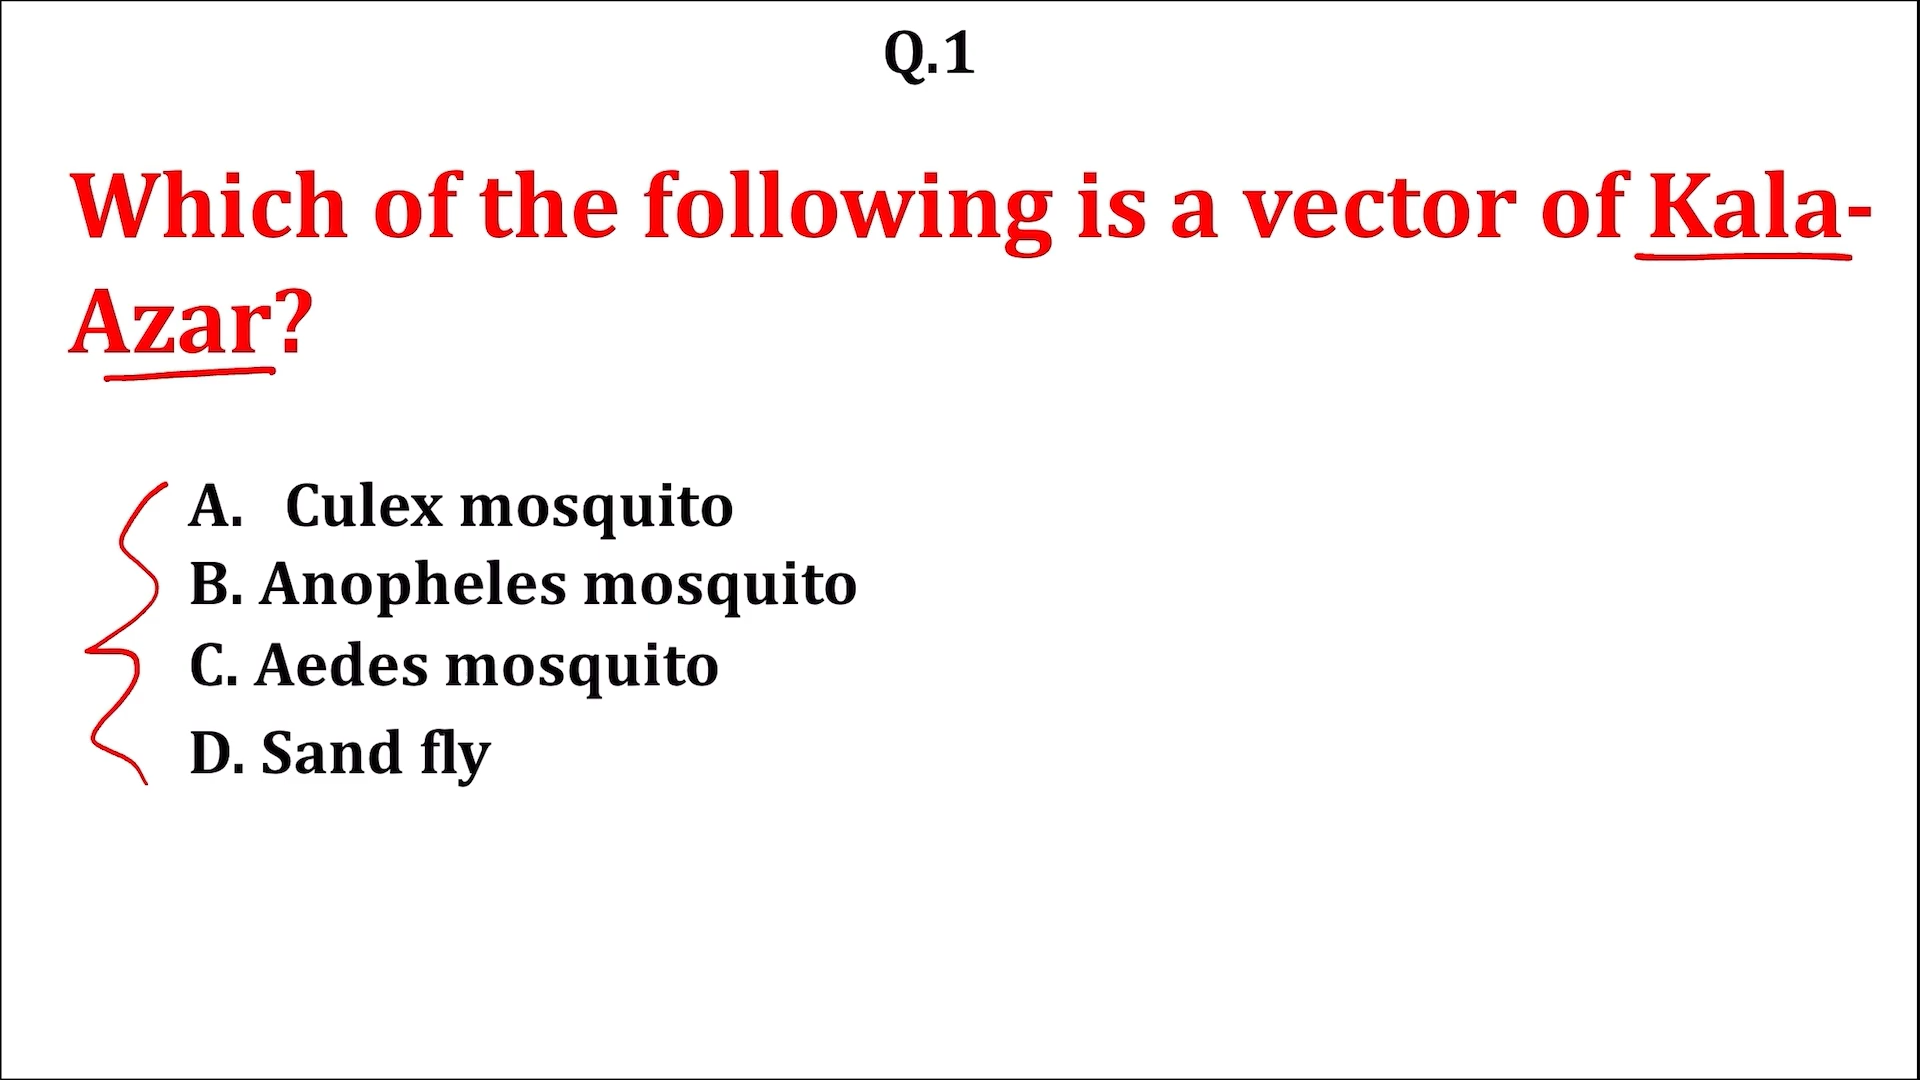 Q.1
Which of the following is a vector of Kala-
Azar?
A. Culex mosquito
B. Anopheles mosquito
C. Aedes mosquito
D. Sand fly